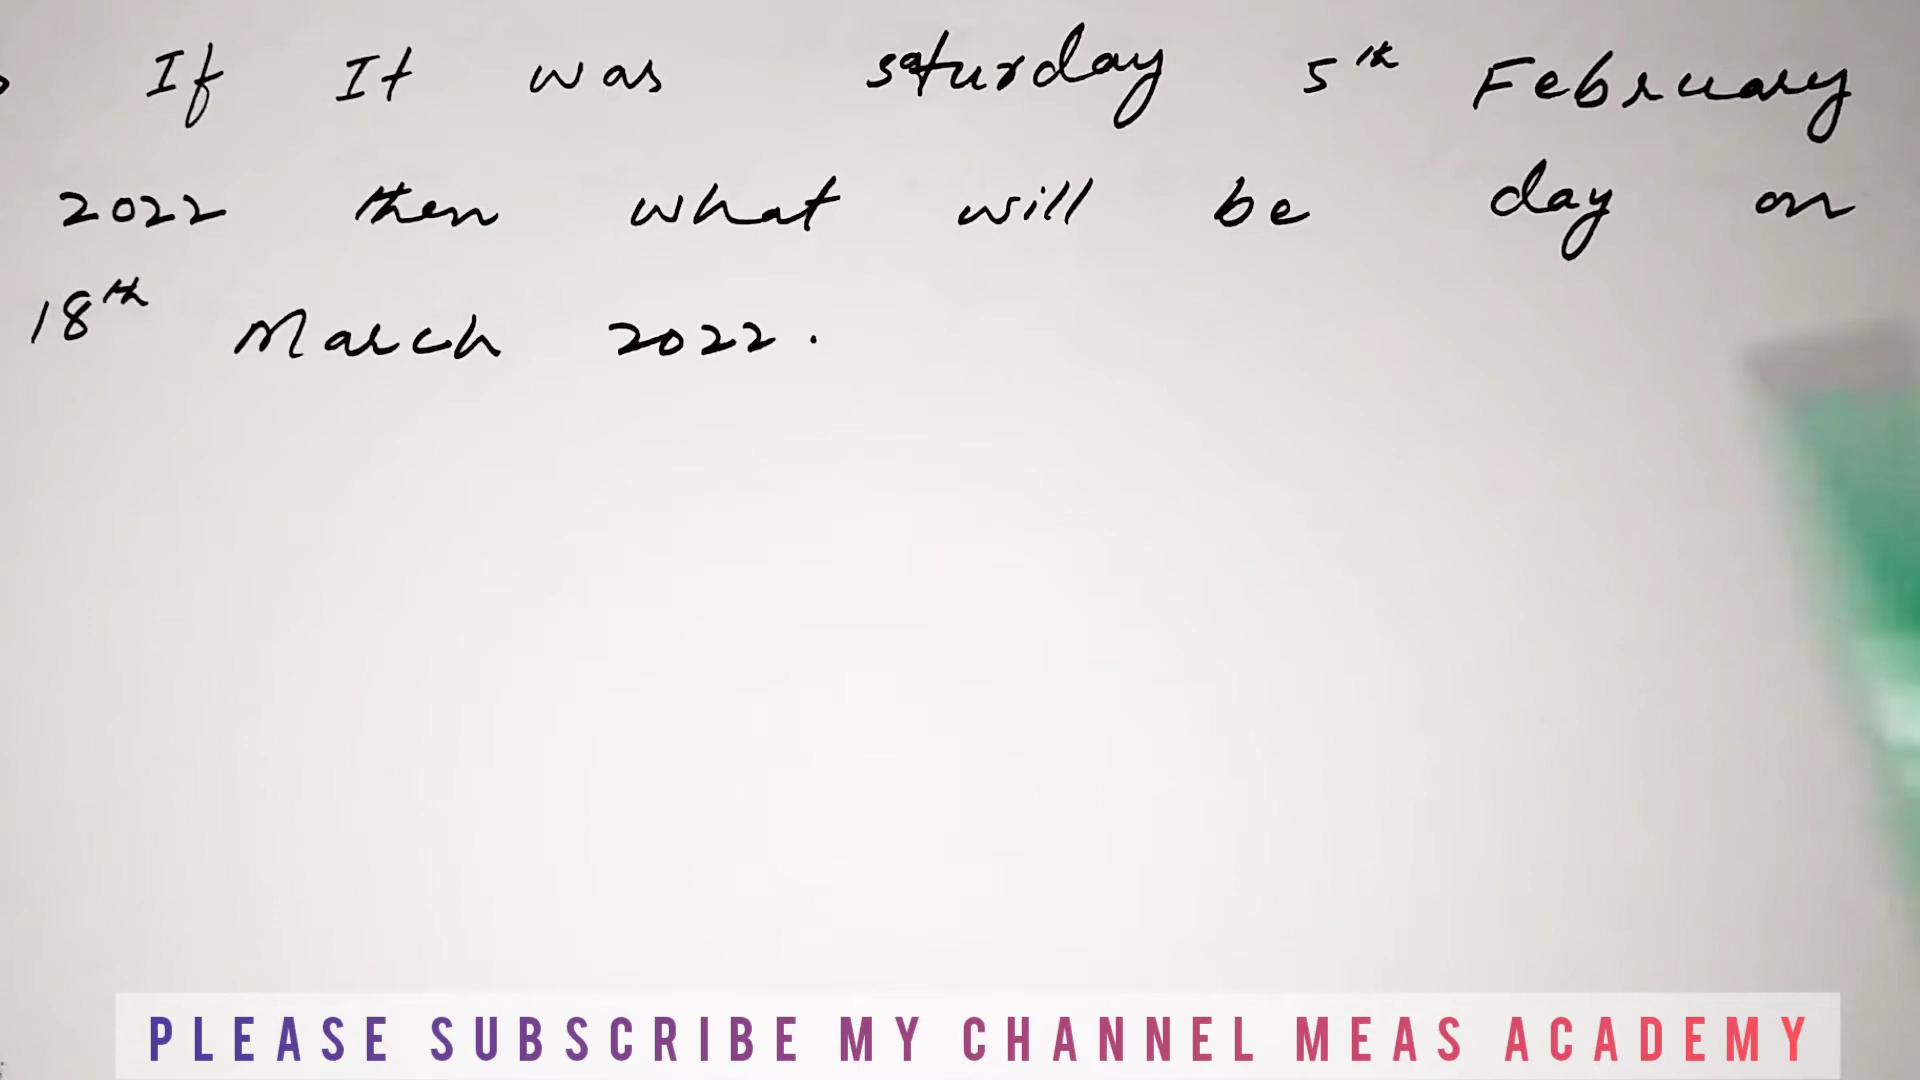 If It was saturday 5th February
2022 then what will be day on
18th March 2022.
PLEASE SUBSCRIBE MY CHANNEL MEAS ACADEMY